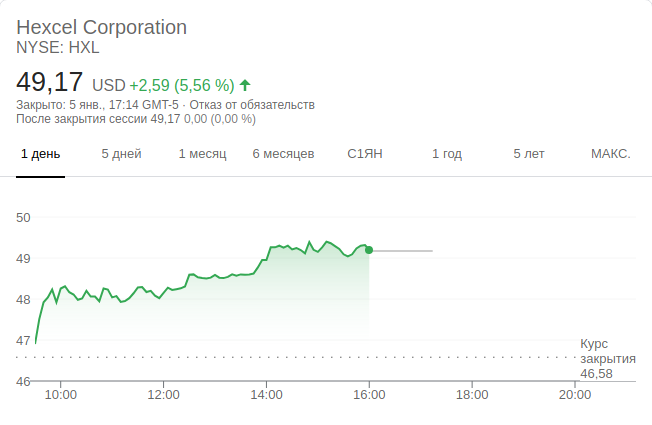 Hexcel Corporation
NYSE: HXL
49,17 USD +2,59 (5,56 %)
Закрыто: 5 янв., 17:14 GMT-5 · Отказ от обязательств
После закрытия сессии 49,17 0,00 (0,00 %)
1 день 5 дней 1 месяц 6 месяцев С1ЯН 1 год 5 лет МАКС.
50
49
48
47
Курс
закрытия
46,58
46
10:00 12:00 14:00 16:00 18:00 20:00